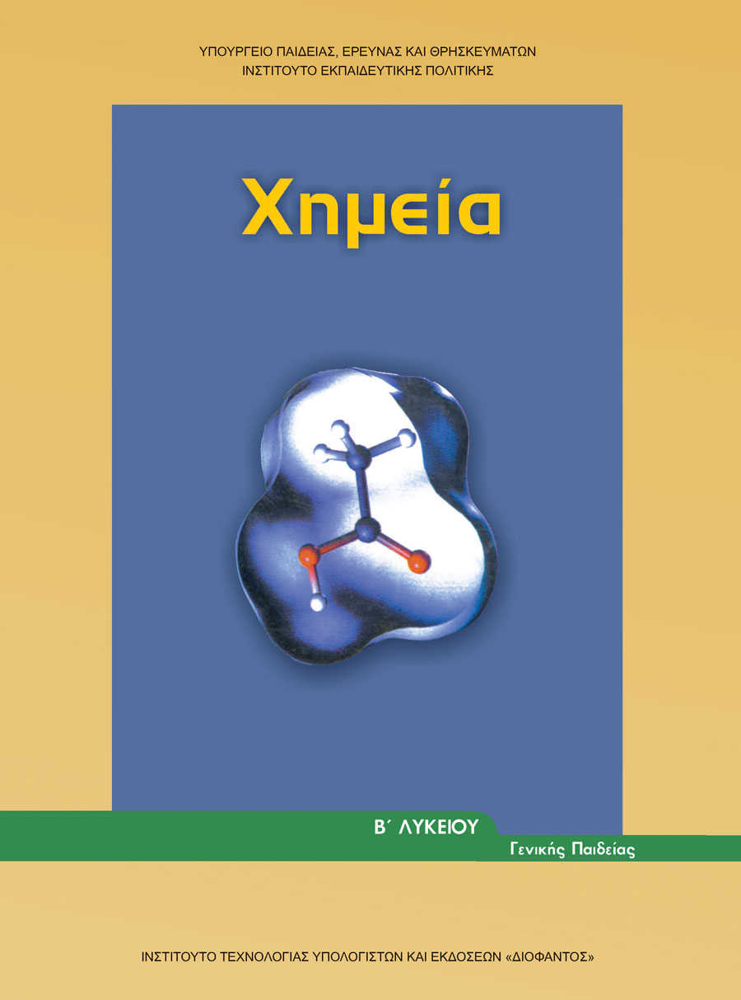 ΥΠΟΥΡΓΕΙΟ ΠΑΙΔΕΙΑΣ, ΕΡΕΥΝΑΣ ΚΑΙ ΘΡΗΣΚΕΥΜΑΤΩΝ
ΙΝΣΤΙΤΟΥΤΟ ΕΚΠΑΙΔΕΥΤΙΚΗΣ ΠΟΛΙΤΙΚΗΣ
Χημεία
Β΄ ΛΥΚΕΙΟΥ
Γενικής Παιδείας
ΙΝΣΤΙΤΟΥΤΟ ΤΕΧΝΟΛΟΓΙΑΣ ΥΠΟΛΟΓΙΣΤΩΝ ΚΑΙ ΕΚΔΟΣΕΩΝ «ΔΙΟΦΑΝΤΟΣ»